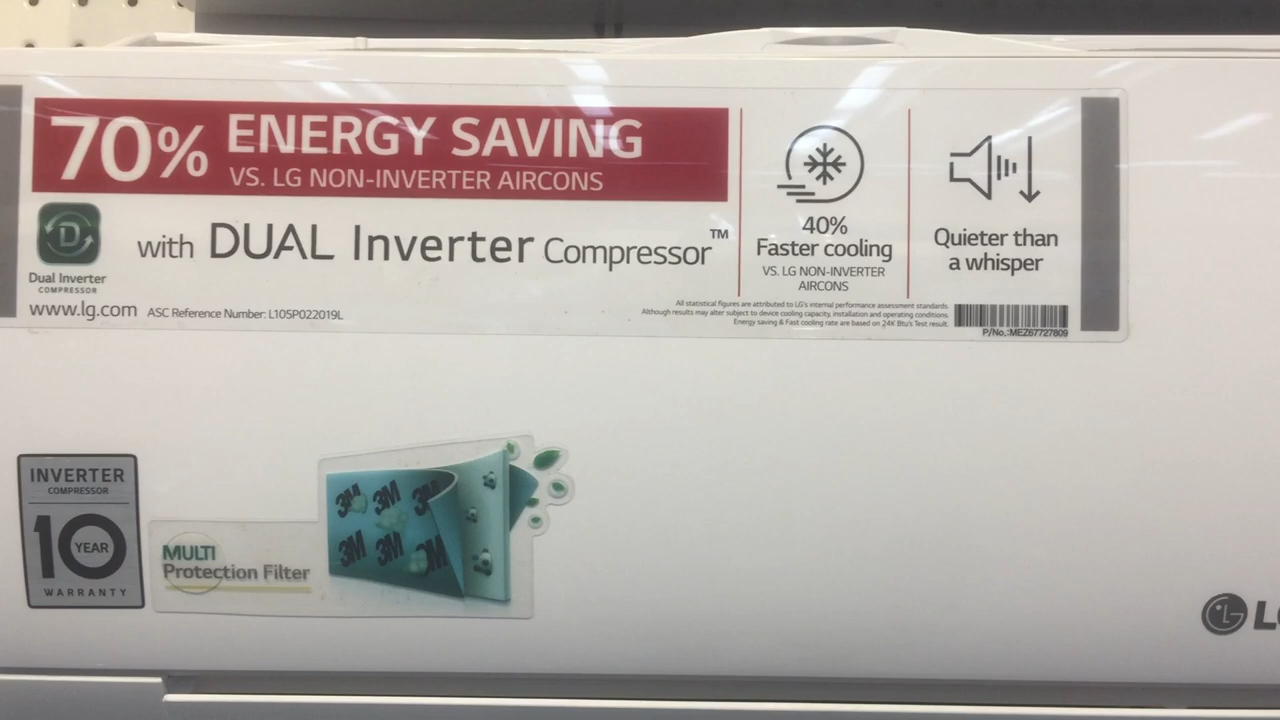 70% ENERGY SAVING
VS. LG NON-INVERTER AIRCONS
D
Dual Inverter
COMPRESSOR
with DUAL Inverter Compressor™
www.lg.com ASC Reference Number: L105P022019L
40%
Faster cooling
VS. LG NON-INVERTER
AIRCONS
Quieter than
a whisper
All statistical figures are attributed to LG's internal performance assessment standards.
Although results may alter subject to device cooling capacity, installation and operating conditions.
Energy saving & Fast cooling rate are based on 24K Btu's Test result.
P/No.:MEZ67727809
INVERTER
COMPRESSOR
10 YEAR
WARRANTY
MULTI
Protection Filter
3M 3M 3M
3M 3M 3M
LG